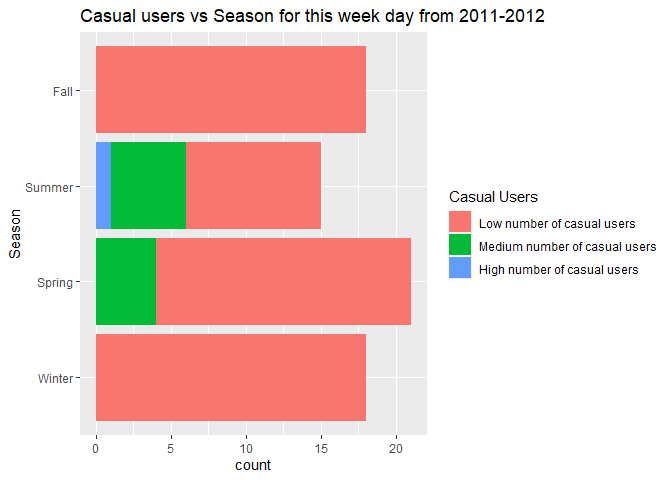 Casual users vs Season for this week day from 2011-2012
Season
Fall
Summer
Spring
Winter
0 5 10 15 20
count
Casual Users
Low number of casual users
Medium number of casual users
High number of casual users